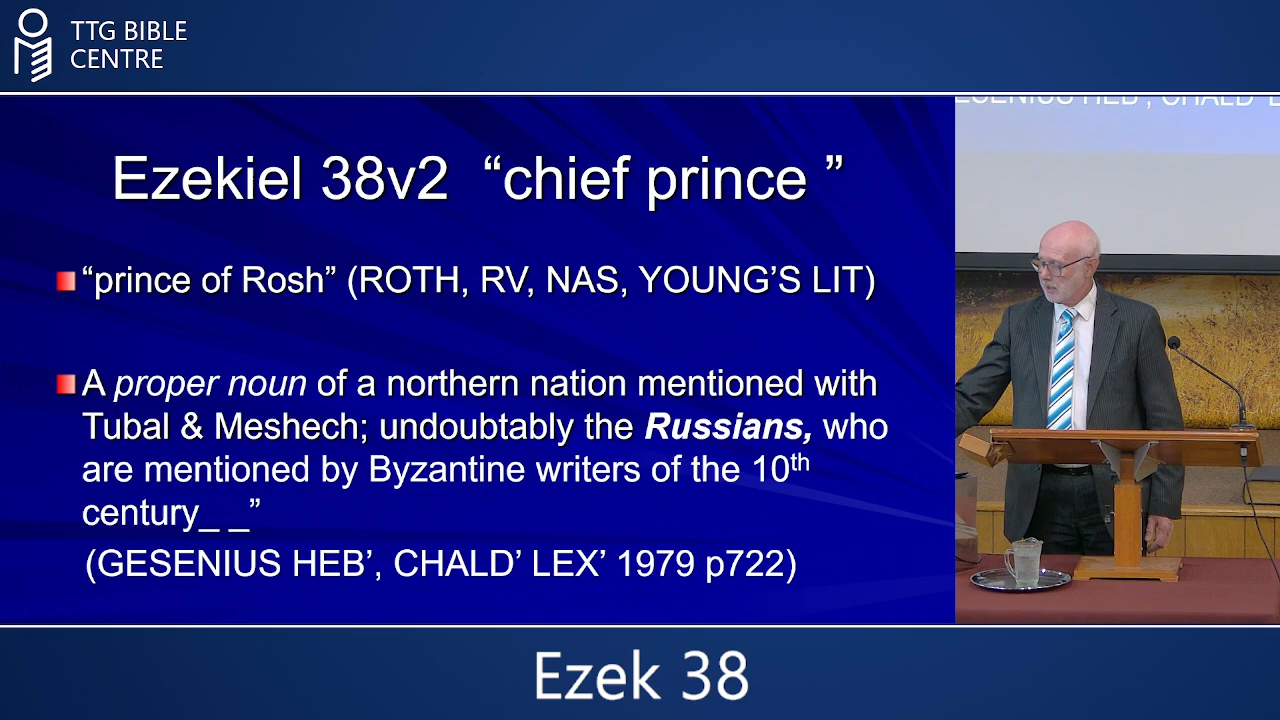 TTG BIBLE
CENTRE
Ezekiel 38v2 “chief prince ”
“prince of Rosh” (ROTH, RV, NAS, YOUNG’S LIT)
A proper noun of a northern nation mentioned with
Tubal & Meshech; undoubtably the Russians, who
are mentioned by Byzantine writers of the 10th
century_ _”
(GESENIUS HEB’, CHALD’ LEX’ 1979 p722)
Ezek 38